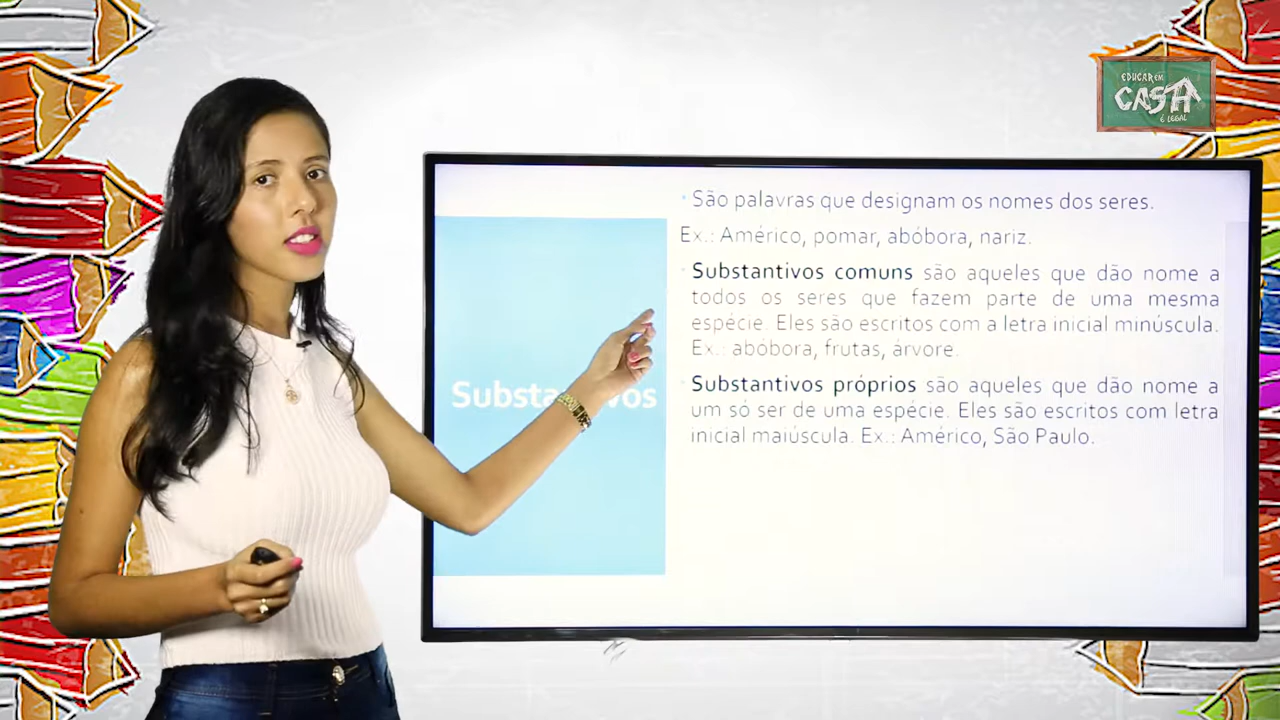 EDUCAR EM
CASA
É LEGAL
São palavras que designam os nomes dos seres.
Ex.: Américo, pomar, abóbora, nariz.
Substantivos comuns são aqueles que dão nome a
todos os seres que fazem parte de uma mesma
espécie. Eles são escritos com a letra inicial minúscula.
Ex.: abóbora, frutas, árvore.
Substantivos próprios são aqueles que dão nome a
um só ser de uma espécie. Eles são escritos com letra
inicial maiúscula. Ex.: Américo, São Paulo.
Substantivos